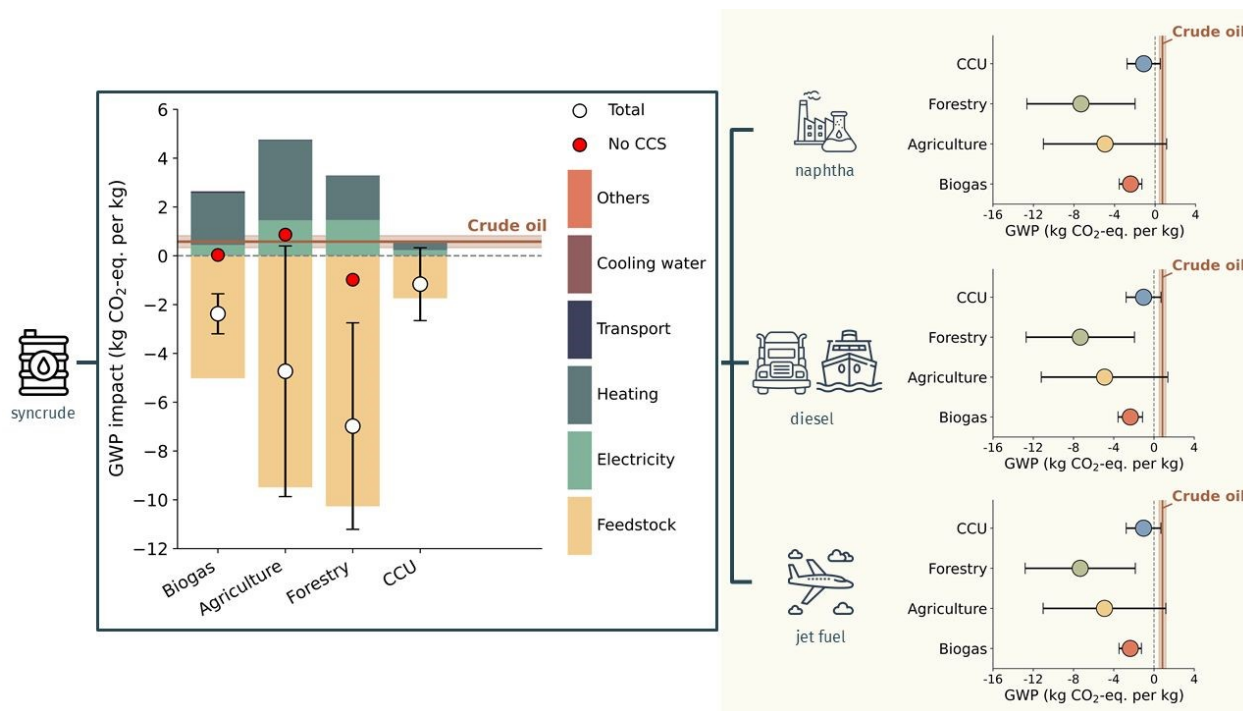 syncrude
GWP impact (kg CO₂-eq. per kg)
6
4
2
0
−2
−4
−6
−8
−10
−12
Biogas
Agriculture
Forestry
CCU
Crude oil
Total
No CCS
Others
Cooling water
Transport
Heating
Electricity
Feedstock
naphtha
Crude oil
CCU
Forestry
Agriculture
Biogas
-16 -12 -8 -4 0 4
GWP (kg CO₂-eq. per kg)
diesel
Crude oil
CCU
Forestry
Agriculture
Biogas
-16 -12 -8 -4 0 4
GWP (kg CO₂-eq. per kg)
jet fuel
Crude oil
CCU
Forestry
Agriculture
Biogas
-16 -12 -8 -4 0 4
GWP (kg CO₂-eq. per kg)